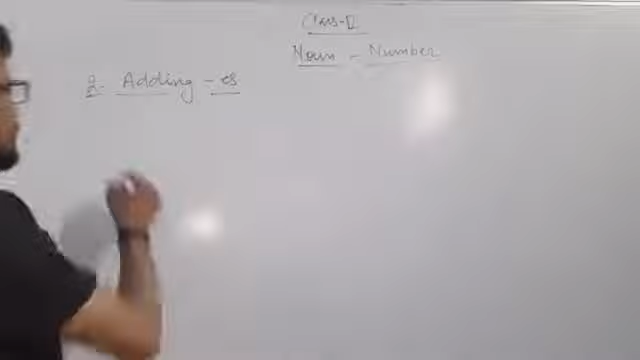 Class-II
Noun - Number
2. Adding - es